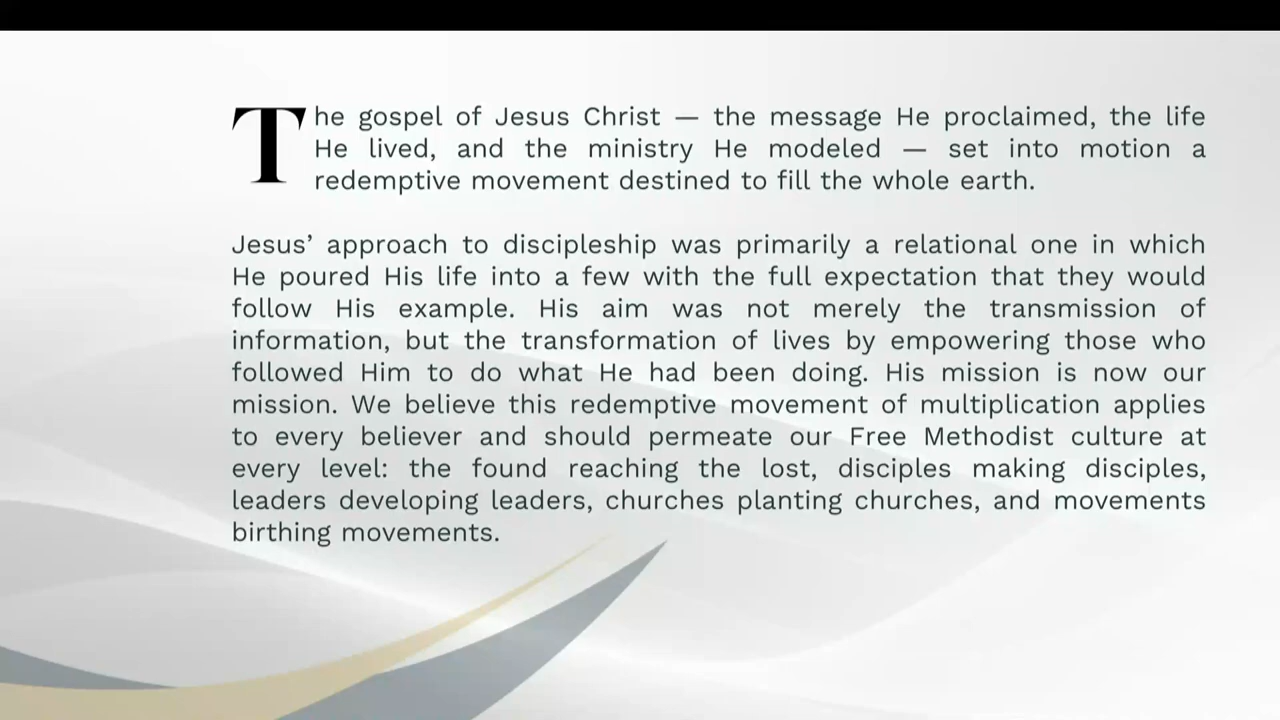 The gospel of Jesus Christ — the message He proclaimed, the life
He lived, and the ministry He modeled — set into motion a
redemptive movement destined to fill the whole earth.
Jesus’ approach to discipleship was primarily a relational one in which
He poured His life into a few with the full expectation that they would
follow His example. His aim was not merely the transmission of
information, but the transformation of lives by empowering those who
followed Him to do what He had been doing. His mission is now our
mission. We believe this redemptive movement of multiplication applies
to every believer and should permeate our Free Methodist culture at
every level: the found reaching the lost, disciples making disciples,
leaders developing leaders, churches planting churches, and movements
birthing movements.